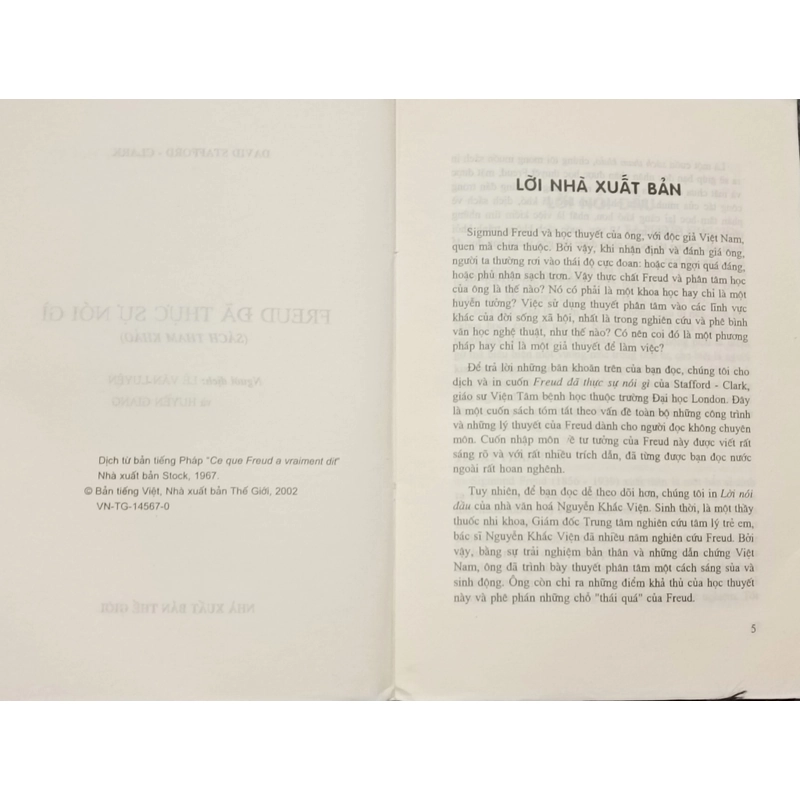 Dịch từ bản tiếng Pháp "Ce que Freud a vraiment dit"
Nhà xuất bản Stock, 1967.
© Bản tiếng Việt, Nhà xuất bản Thế Giới, 2002
VN-TG-14567-0
LỜI NHÀ XUẤT BẢN
Sigmund Freud và học thuyết của ông, với độc giả Việt Nam,
quen mà chưa thuộc. Bởi vậy, khi nhận định và đánh giá ông,
người ta thường rơi vào thái độ cực đoan: hoặc ca ngợi quá đáng,
hoặc phủ nhận sạch trơn. Vậy thực chất Freud và phân tâm học
của ông là thế nào? Nó có phải là một khoa học hay chỉ là một
huyễn tưởng? Việc sử dụng thuyết phân tâm vào các lĩnh vực
khác của đời sống xã hội, nhất là trong nghiên cứu và phê bình
văn học nghệ thuật, như thế nào? Có nên coi đó là một phương
pháp hay chỉ là một giả thuyết để làm việc?
Để trả lời những băn khoăn trên của bạn đọc, chúng tôi cho
dịch và in cuốn Freud đã thực sự nói gì của Stafford - Clark,
giáo sư Viện Tâm bệnh học thuộc trường Đại học London. Đây
là một cuốn sách tóm tắt theo vấn đề toàn bộ những công trình
và những lý thuyết của Freud dành cho người đọc không chuyên
môn. Cuốn nhập môn về tư tưởng của Freud này được viết rất
sáng rõ và với rất nhiều trích dẫn, đã từng được bạn đọc nước
ngoài rất hoan nghênh.
Tuy nhiên, để bạn đọc dễ theo dõi hơn, chúng tôi in Lời nói
đầu của nhà văn hoá Nguyễn Khắc Viện. Sinh thời, là một thầy
thuốc nhi khoa, Giám đốc Trung tâm nghiên cứu tâm lý trẻ em,
bác sĩ Nguyễn Khắc Viện đã nhiều năm nghiên cứu Freud. Bởi
vậy, bằng sự trải nghiệm bản thân và những dẫn chứng Việt
Nam, ông đã trình bày thuyết phân tâm một cách sáng sủa và
sinh động. Ông còn chỉ ra những điểm khả thủ của học thuyết
này và phê phán những chỗ "thái quá" của Freud.
5